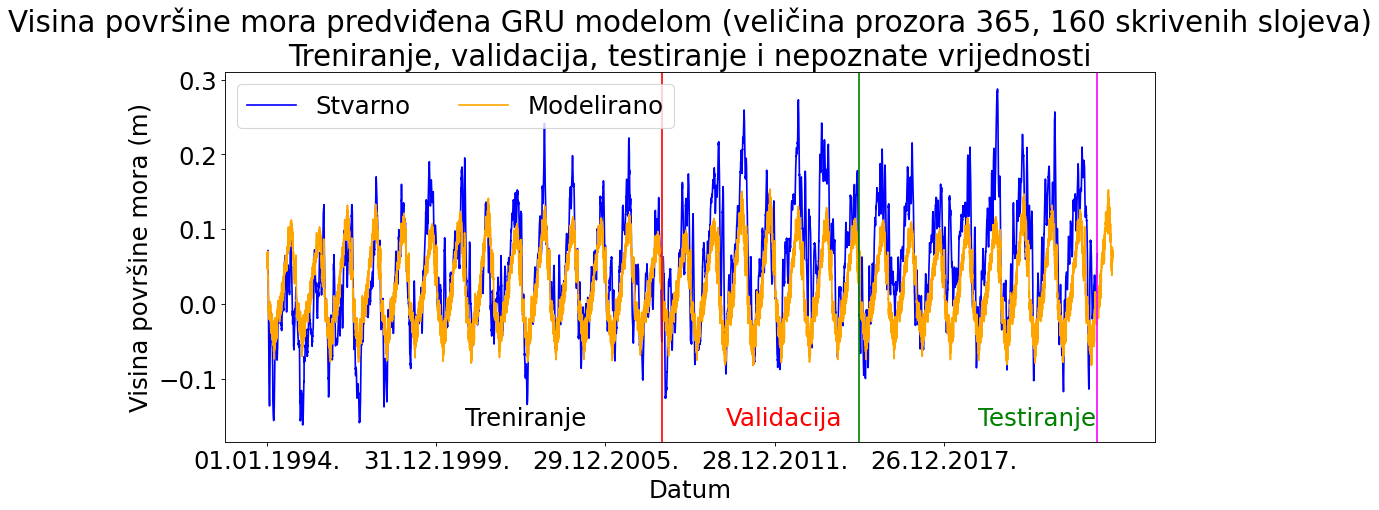 Visina površine mora predviđena GRU modelom (veličina prozora 365, 160 skrivenih slojeva)
Treniranje, validacija, testiranje i nepoznate vrijednosti
Stvarno Modelirano
Visina površine mora (m)
0.3
0.2
0.1
0.0
−0.1
Treniranje Validacija Testiranje
01.01.1994. 31.12.1999. 29.12.2005. 28.12.2011. 26.12.2017.
Datum